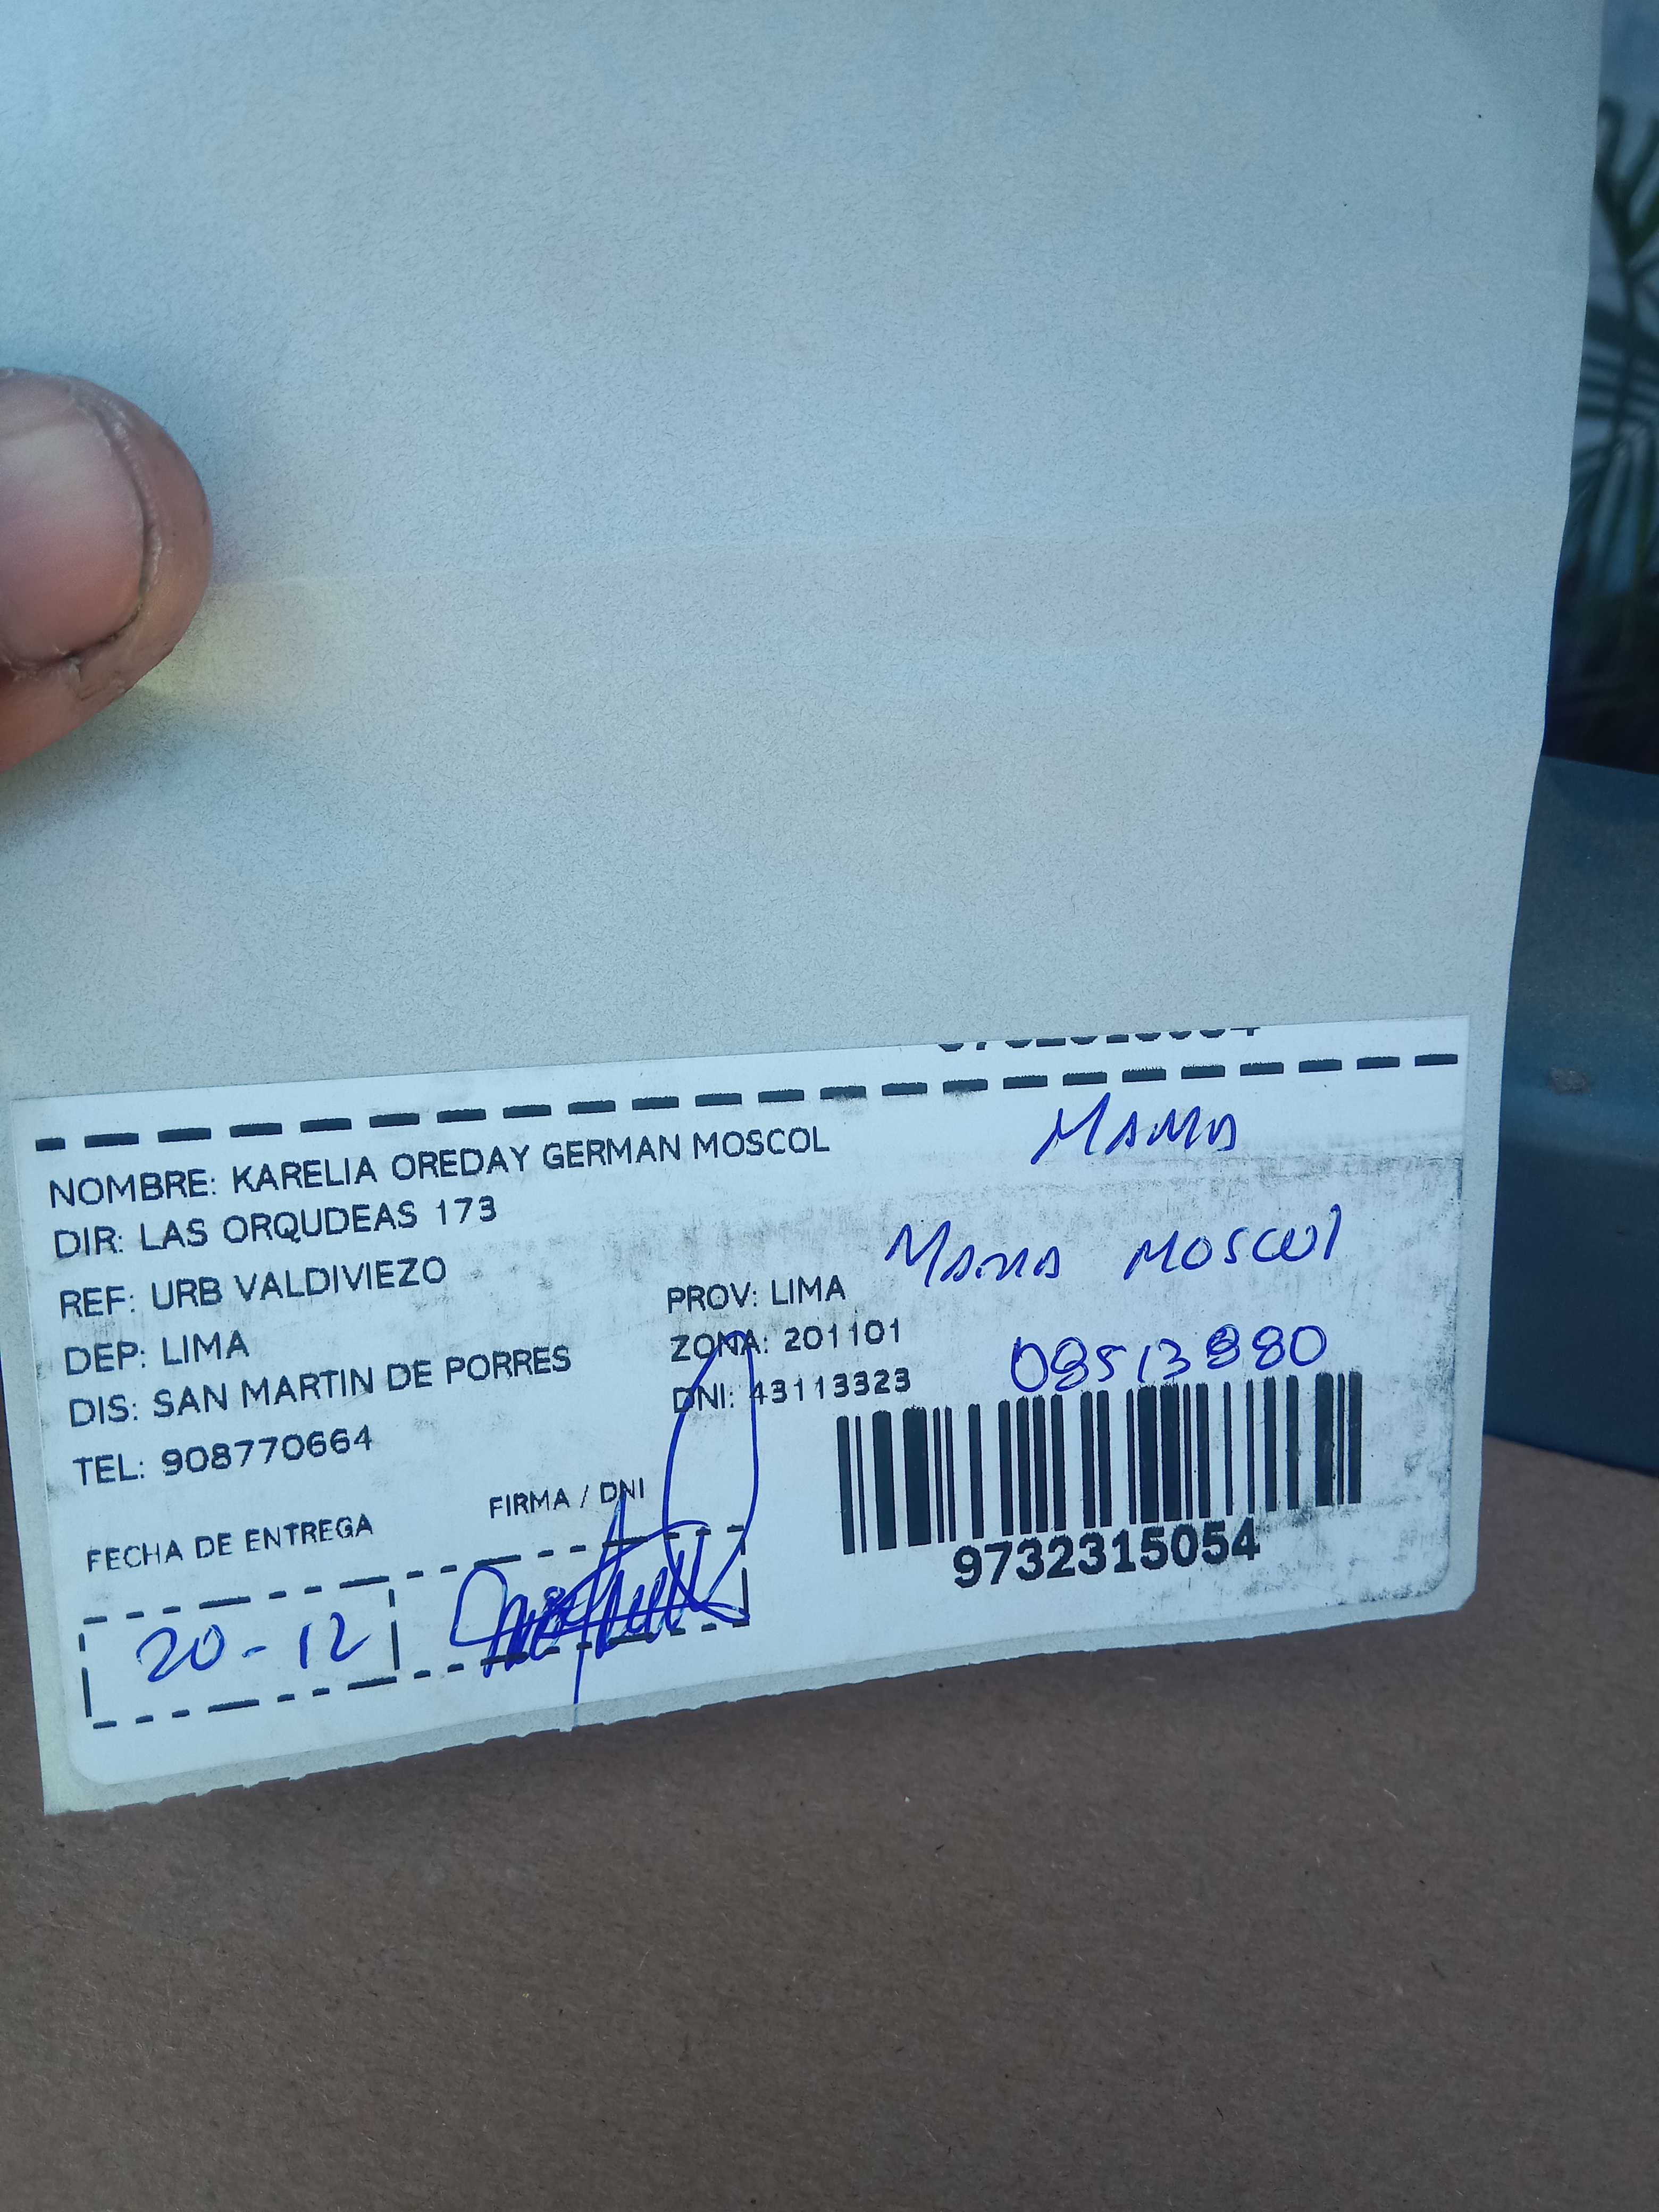 MAMA
NOMBRE: KARELIA OREDAY GERMAN MOSCOL
DIR: LAS ORQUDEAS 173
MARIA MOSCOL
REF: URB VALDIVIEZO
PROV: LIMA
DEP: LIMA
ZONA: 201101
08513880
DIS: SAN MARTIN DE PORRES
DNI: 43113323
TEL: 908770664
FECHA DE ENTREGA
FIRMA / DNI
9732315054
20-12